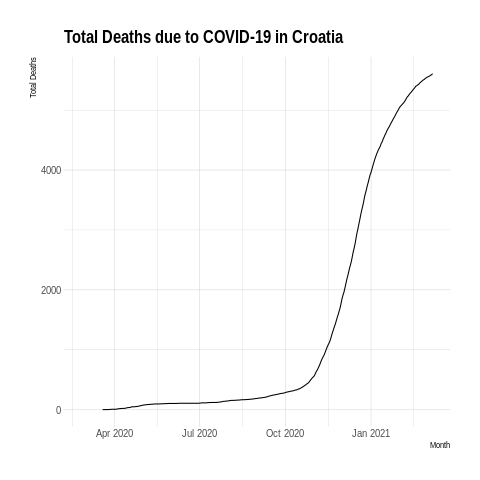 Total Deaths due to COVID-19 in Croatia
Total Deaths
4000
2000
0
Apr 2020 Jul 2020 Oct 2020 Jan 2021
Month